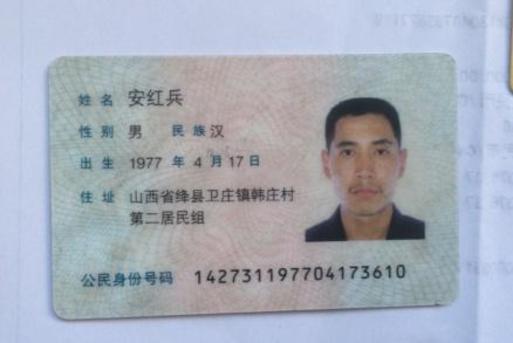 姓名 安红兵
性别 男 民族 汉
出生 1977 年 4 月 17 日
住址 山西省绛县卫庄镇韩庄村
第二居民组
公民身份号码 142731197704173610